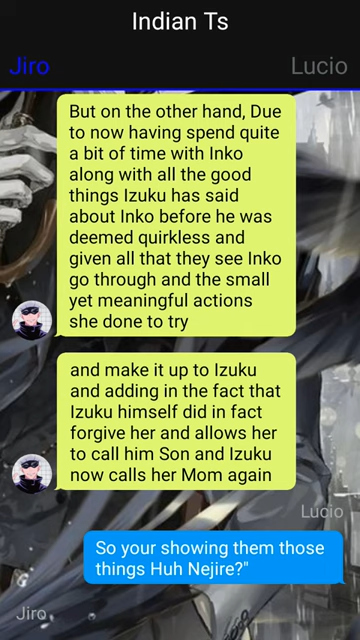 Indian Ts
Jiro
Lucio
But on the other hand, Due
to now having spend quite
a bit of time with Inko
along with all the good
things Izuku has said
about Inko before he was
deemed quirkless and
given all that they see Inko
go through and the small
yet meaningful actions
she done to try
and make it up to Izuku
and adding in the fact that
Izuku himself did in fact
forgive her and allows her
to call him Son and Izuku
now calls her Mom again
Lucio
So your showing them those
things Huh Nejire?"
Jiro